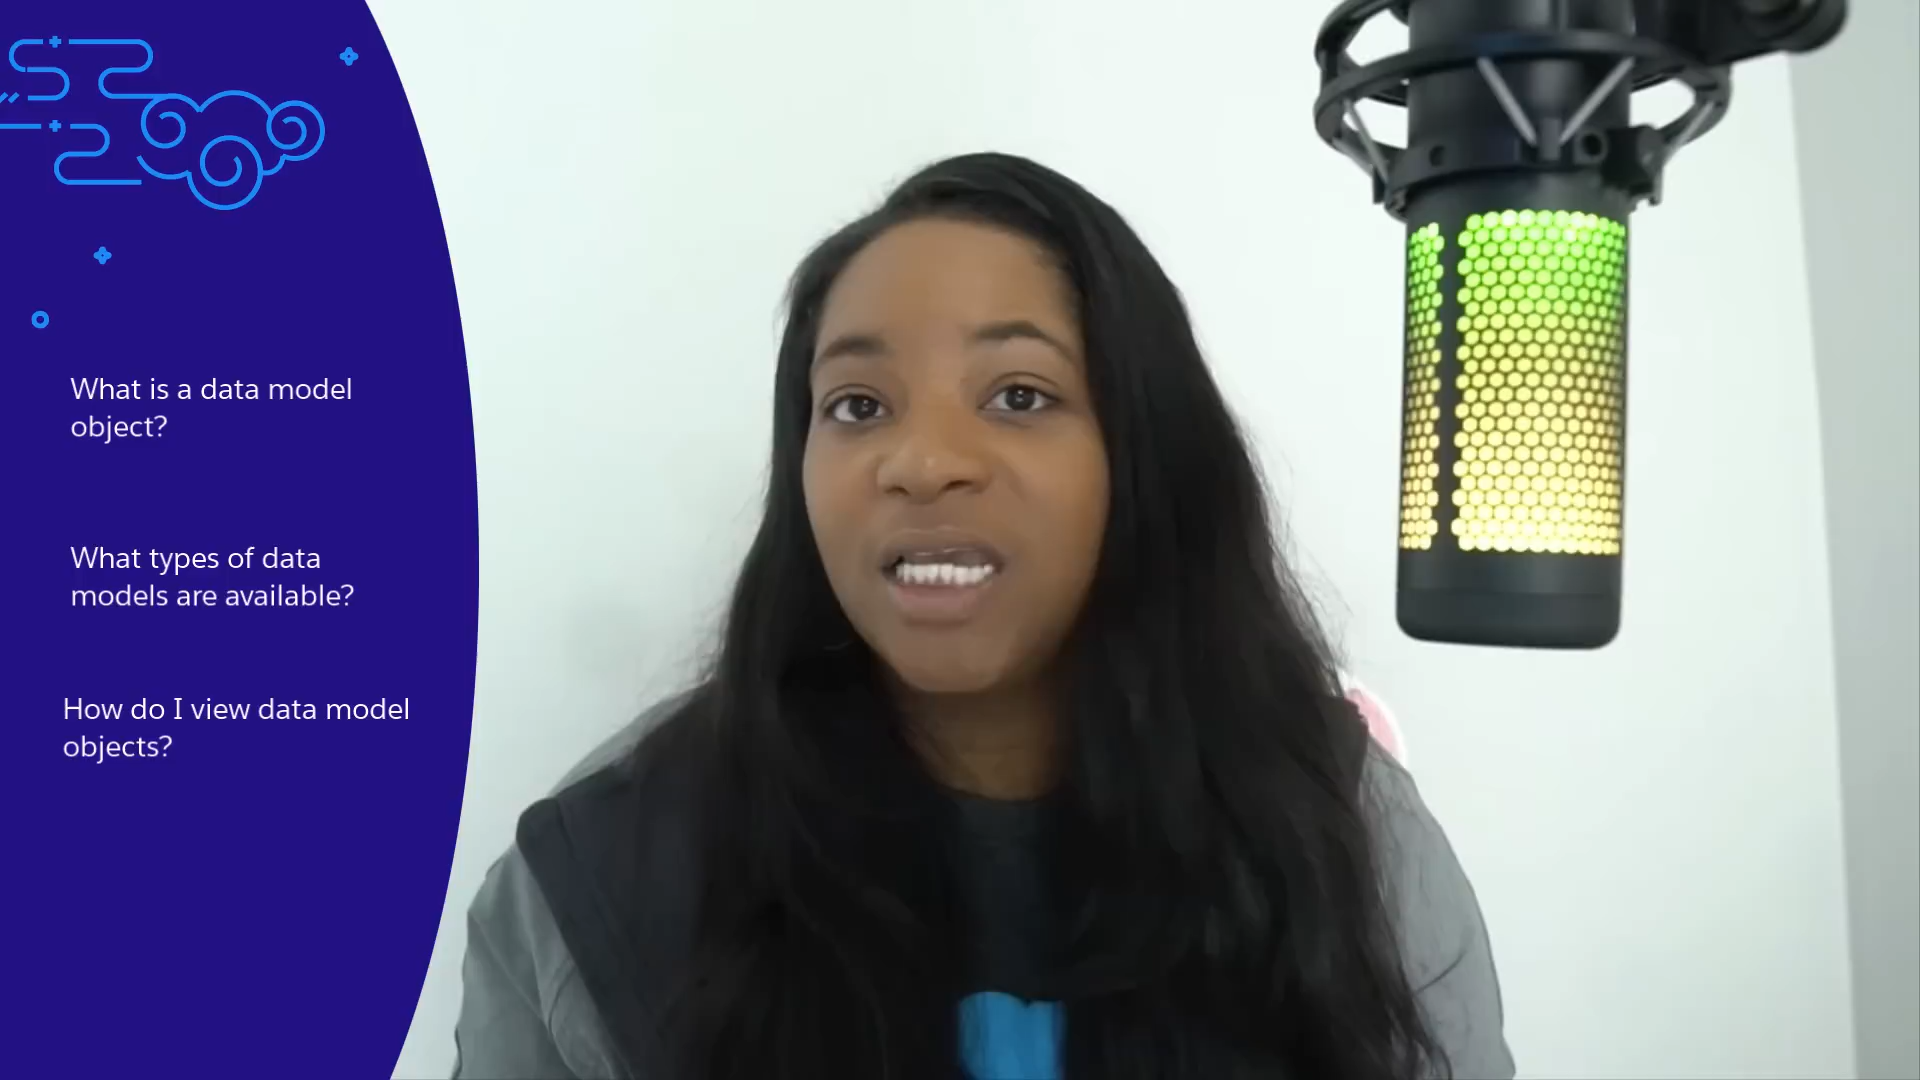 What is a data model
object?
What types of data
models are available?
How do I view data model
objects?